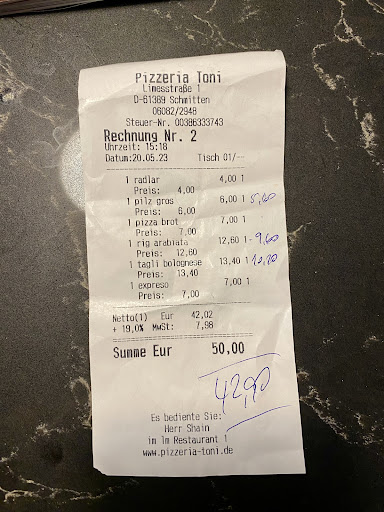 Pizzeria Toni
Limesstraße 1
D-61389 Schmitten
06082/2948
Steuer-Nr. 00386333743
Rechnung Nr. 2
Uhrzeit: 15:18
Datum:20.05.23 Tisch 01/--
1 radlar 4,00 1
Preis: 4,00
1 pilz gros 6,00 1 5,60
Preis: 6,00
1 pizza brot 7,00 1
Preis: 7,00
1 rig arabiata 12,60 1- 9,60
Preis: 12,60
1 tagli bolognese 13,40 1
Preis: 13,40
1 expreso 7,00 1
Preis: 7,00
Netto(1) Eur 42,02
+ 19,0% MwSt: 7,98
Summe Eur 50,00
42,90
Es bediente Sie:
Herr Shain
im Im Restaurant 1
www.pizzeria-toni.de